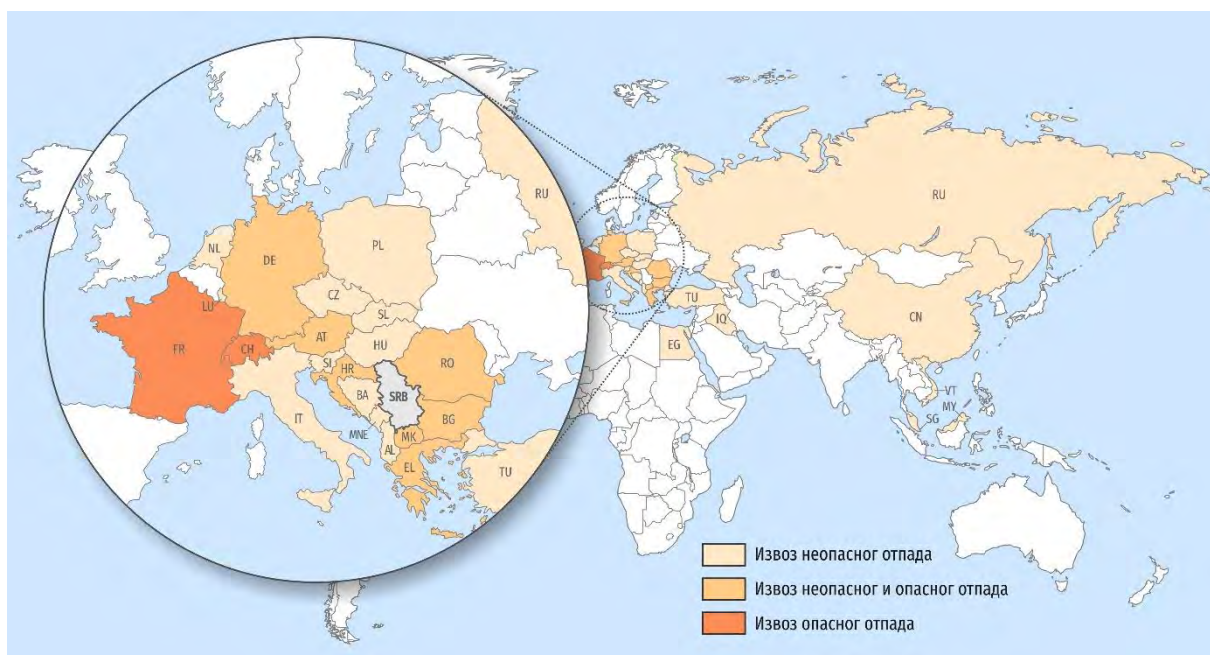 RU
NL
PL
DE
LU
CZ
SL
FR
CH
AT
HU
SI
HR
RO
BA
SRB
IT
MNE
BG
AL
MK
EL
TU
RU
TU
IQ
EG
CN
VT
MY
SG
Извоз неопасног отпада
Извоз неопасног и опасног отпада
Извоз опасног отпада